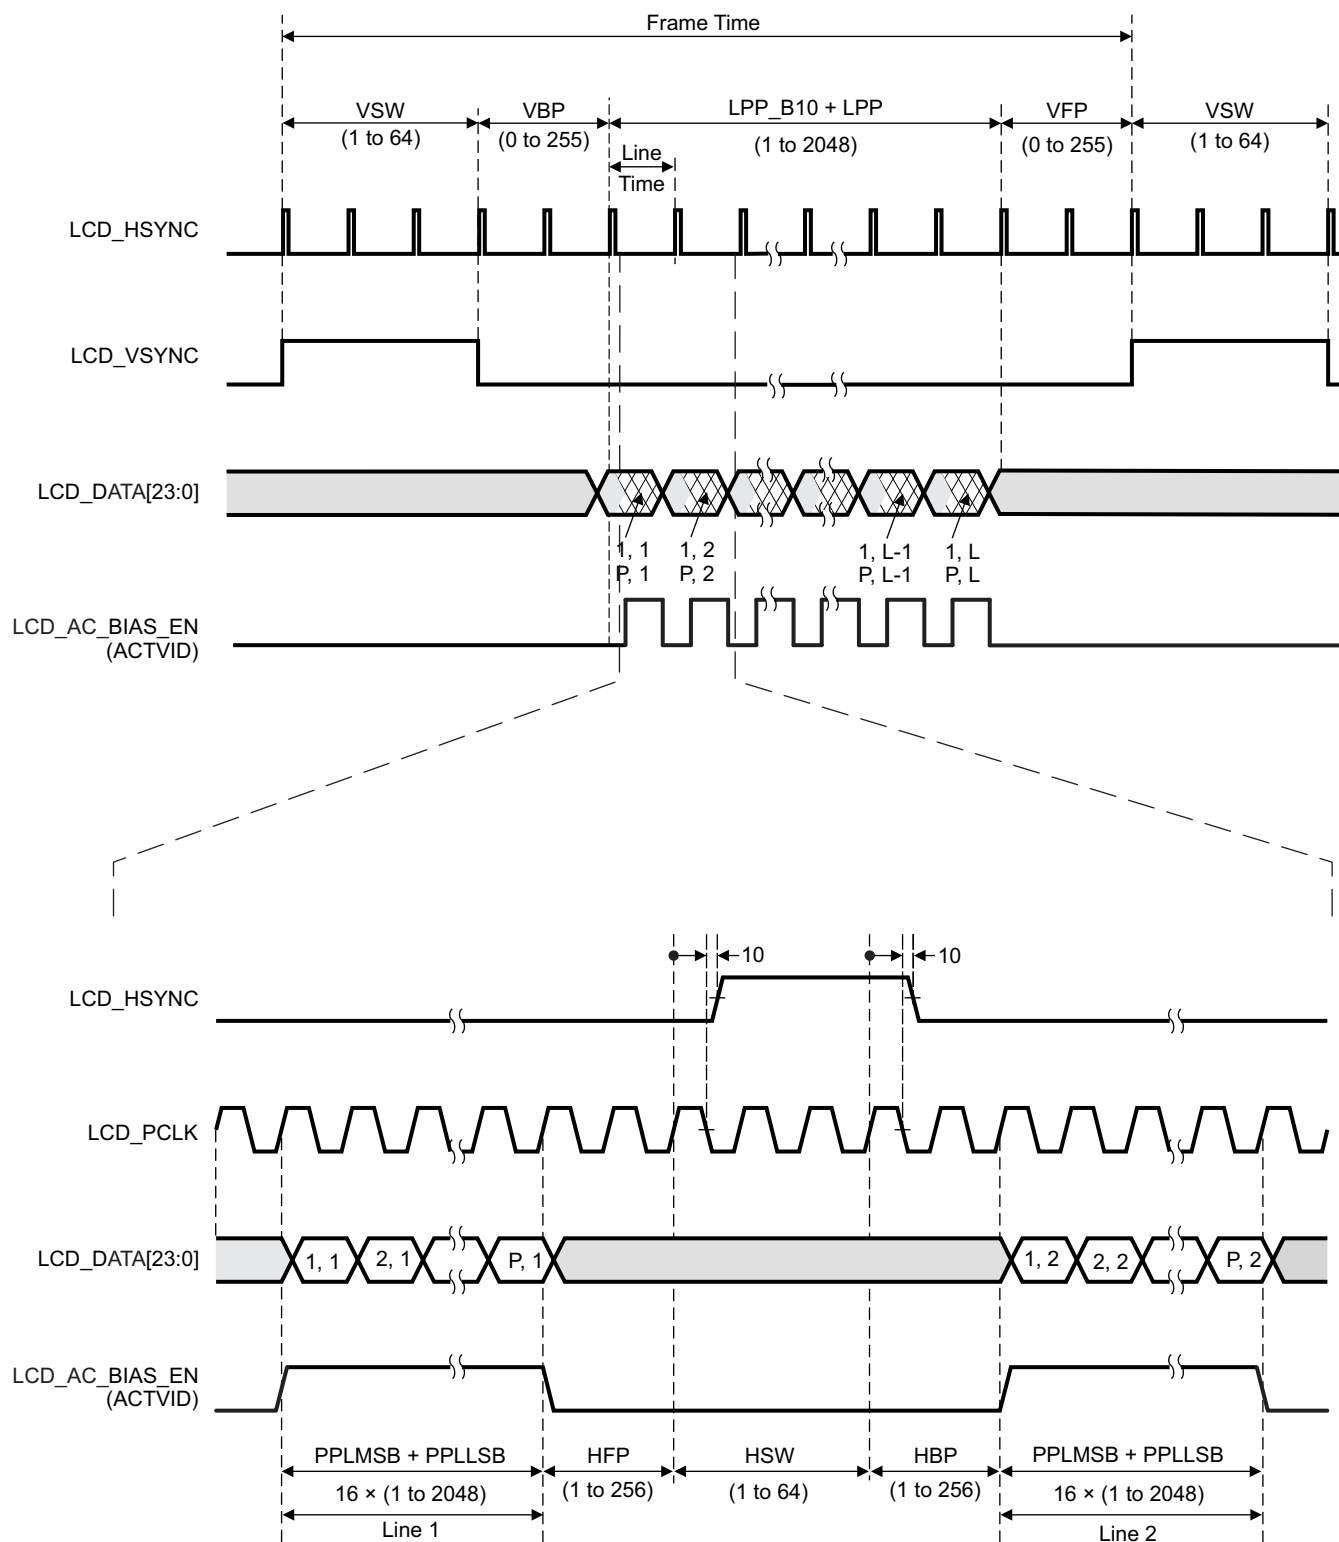 Frame Time
VSW
(1 to 64)
VBP
(0 to 255)
LPP_B10 + LPP
(1 to 2048)
VFP
(0 to 255)
VSW
(1 to 64)
Line
Time
LCD_HSYNC
LCD_VSYNC
LCD_DATA[23:0]
1, 1
P, 1
1, 2
P, 2
1, L-1
P, L-1
1, L
P, L
LCD_AC_BIAS_EN
(ACTVID)
10
10
LCD_HSYNC
LCD_PCLK
LCD_DATA[23:0]
1, 1
2, 1
P, 1
1, 2
2, 2
P, 2
LCD_AC_BIAS_EN
(ACTVID)
PPLMSB + PPLLSB
16 × (1 to 2048)
Line 1
HFP
(1 to 256)
HSW
(1 to 64)
HBP
(1 to 256)
PPLMSB + PPLLSB
16 × (1 to 2048)
Line 2